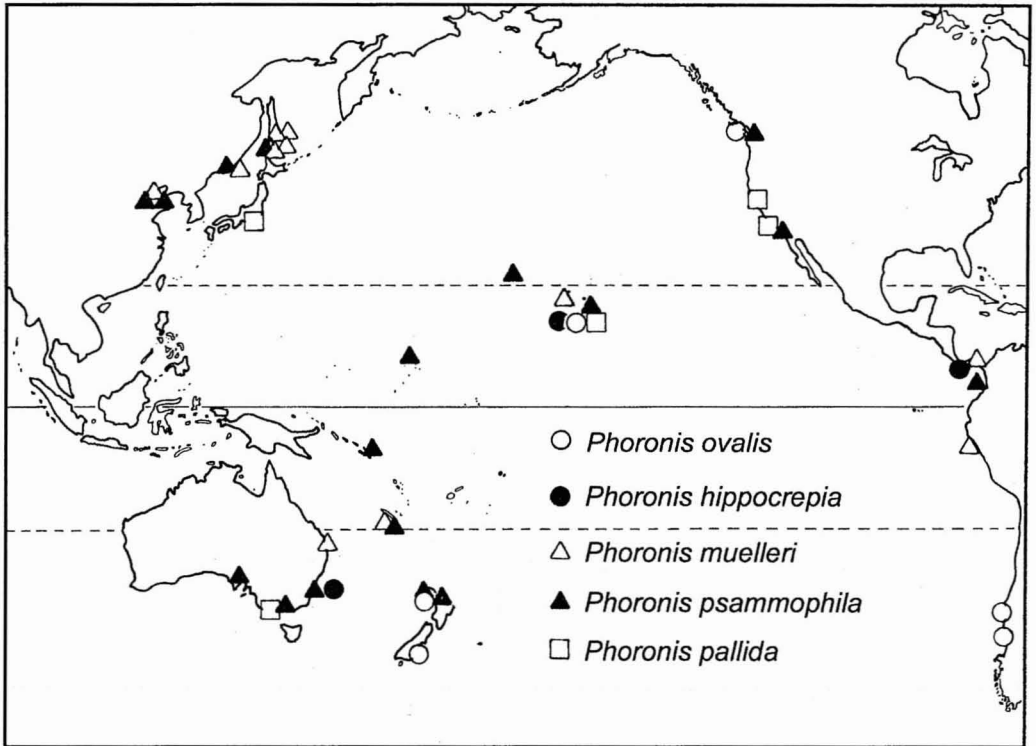 Phoronis ovalis
Phoronis hippocrepia
Phoronis muelleri
Phoronis psammophila
Phoronis pallida